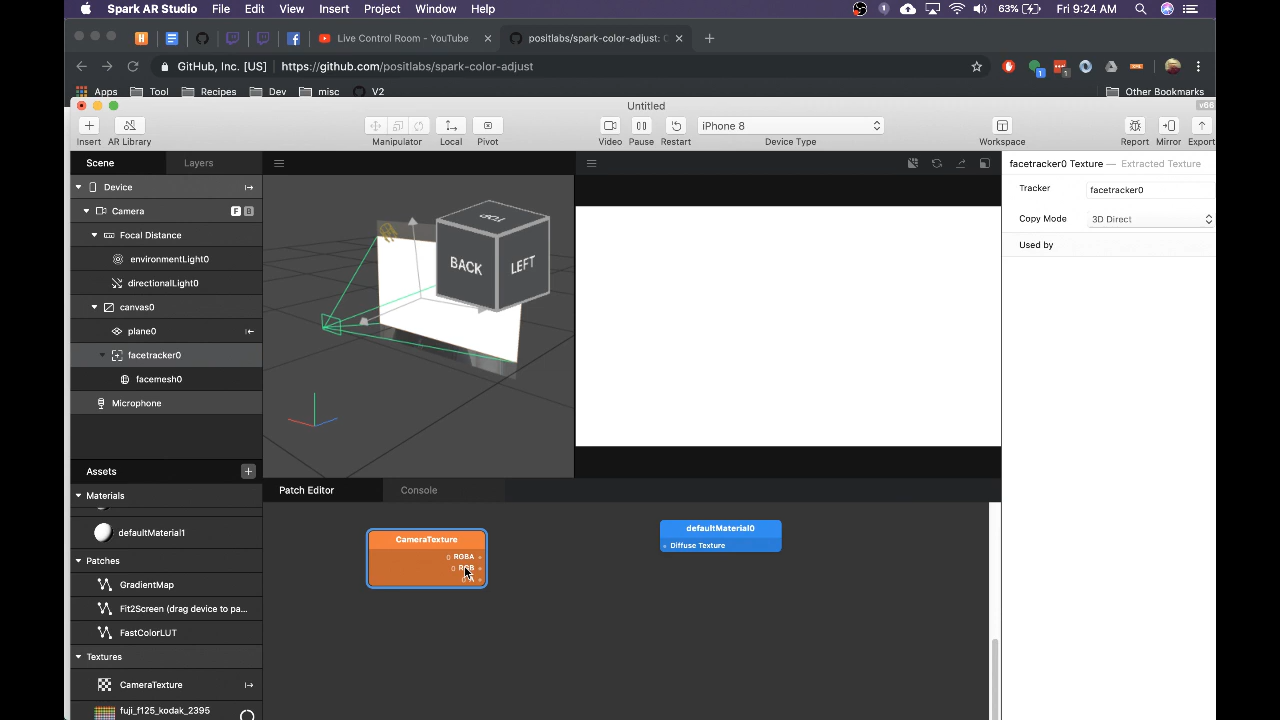 Spark AR Studio File Edit View Insert Project Window Help 1 63% Fri 9:24 AM
Live Control Room - YouTube positlabs/spark-color-adjust: C
GitHub, Inc. [US] https://github.com/positlabs/spark-color-adjust
Apps Tool Recipes Dev misc V2 Other Bookmarks
Untitled
v66
Insert AR Library Manipulator Local Pivot Video Pause Restart iPhone 8 Device Type Workspace Report Mirror Export
Scene Layers
Device
Camera F B
Focal Distance
environmentLight0
directionalLight0
canvas0
plane0
facetracker0
facemesh0
Microphone
TOP
BACK LEFT
facetracker0 Texture — Extracted Texture
Tracker facetracker0
Copy Mode 3D Direct
Used by
Assets
Materials
defaultMaterial1
Patches
GradientMap
Fit2Screen (drag device to pa...
FastColorLUT
Textures
CameraTexture
fuji_f125_kodak_2395
Patch Editor Console
CameraTexture
RGBA
RGB
A
defaultMaterial0
Diffuse Texture